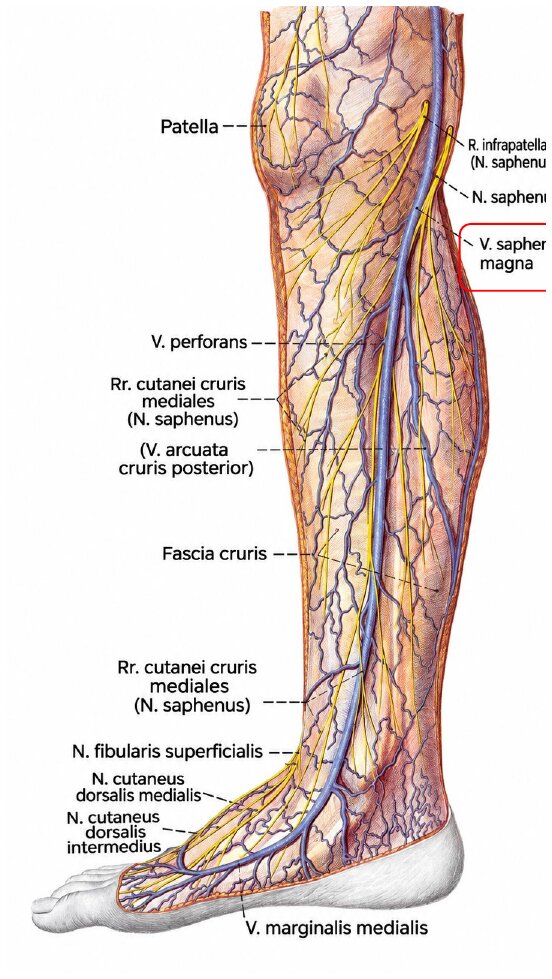 Patella
R. infrapatella
(N. saphenu
N. saphenu
V. saphen
magna
V. perforans
Rr. cutanei cruris
mediales
(N. saphenus)
(V. arcuata
cruris posterior)
Fascia cruris
Rr. cutanei cruris
mediales
(N. saphenus)
N. fibularis superficialis
N. cutaneus
dorsalis medialis
N. cutaneus
dorsalis
intermedius
V. marginalis medialis